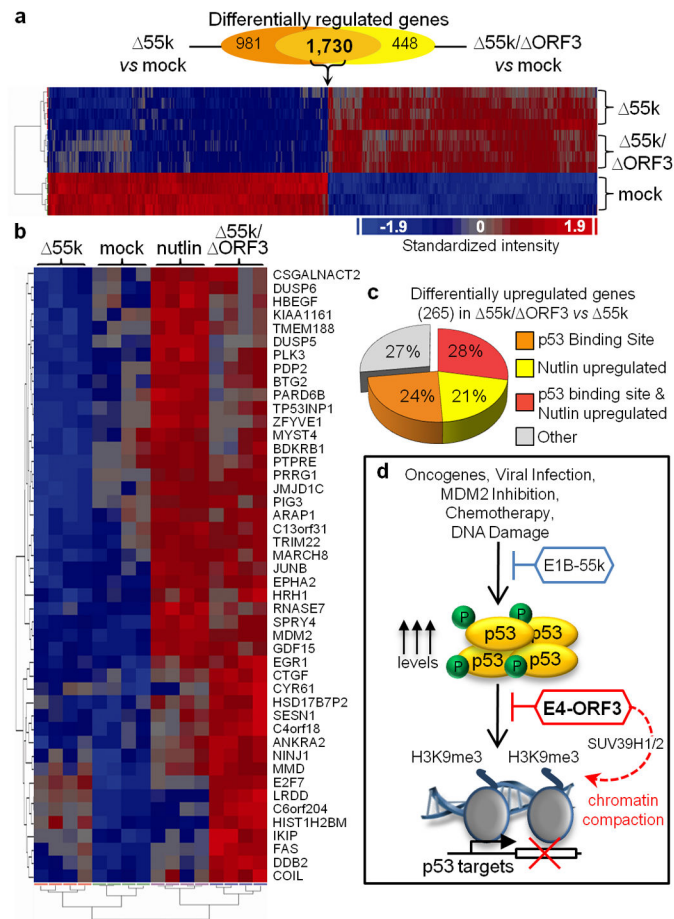 a
Differentially regulated genes
Δ55k
vs mock
981
1,730
448
Δ55k/ΔORF3
vs mock
Δ55k
Δ55k/
ΔORF3
mock
-1.9 0 1.9
Standardized intensity
b
Δ55k mock nutlin Δ55k/
ΔORF3
CSGALNACT2
DUSP6
HBEGF
KIAA1161
TMEM188
DUSP5
PLK3
PDP2
BTG2
PARD6B
TP53INP1
ZFYVE1
MYST4
BDKRB1
PTPRE
PRRG1
JMJD1C
PIG3
ARAP1
C13orf31
TRIM22
MARCH8
JUNB
EPHA2
HRH1
RNASE7
SPRY4
MDM2
GDF15
EGR1
CTGF
CYR61
HSD17B7P2
SESN1
C4orf18
ANKRA2
NINJ1
MMD
E2F7
LRDD
C6orf204
HIST1H2BM
IKIP
FAS
DDB2
COIL
c
Differentially upregulated genes
(265) in Δ55k/ΔORF3 vs Δ55k
27%
28%
24%
21%
p53 Binding Site
Nutlin upregulated
p53 binding site &
Nutlin upregulated
Other
d
Oncogenes, Viral Infection,
MDM2 Inhibition,
Chemotherapy,
DNA Damage
E1B-55k
P P
p53
levels
p53 p53
P P
E4-ORF3
SUV39H1/2
H3K9me3 H3K9me3
chromatin
compaction
p53 targets